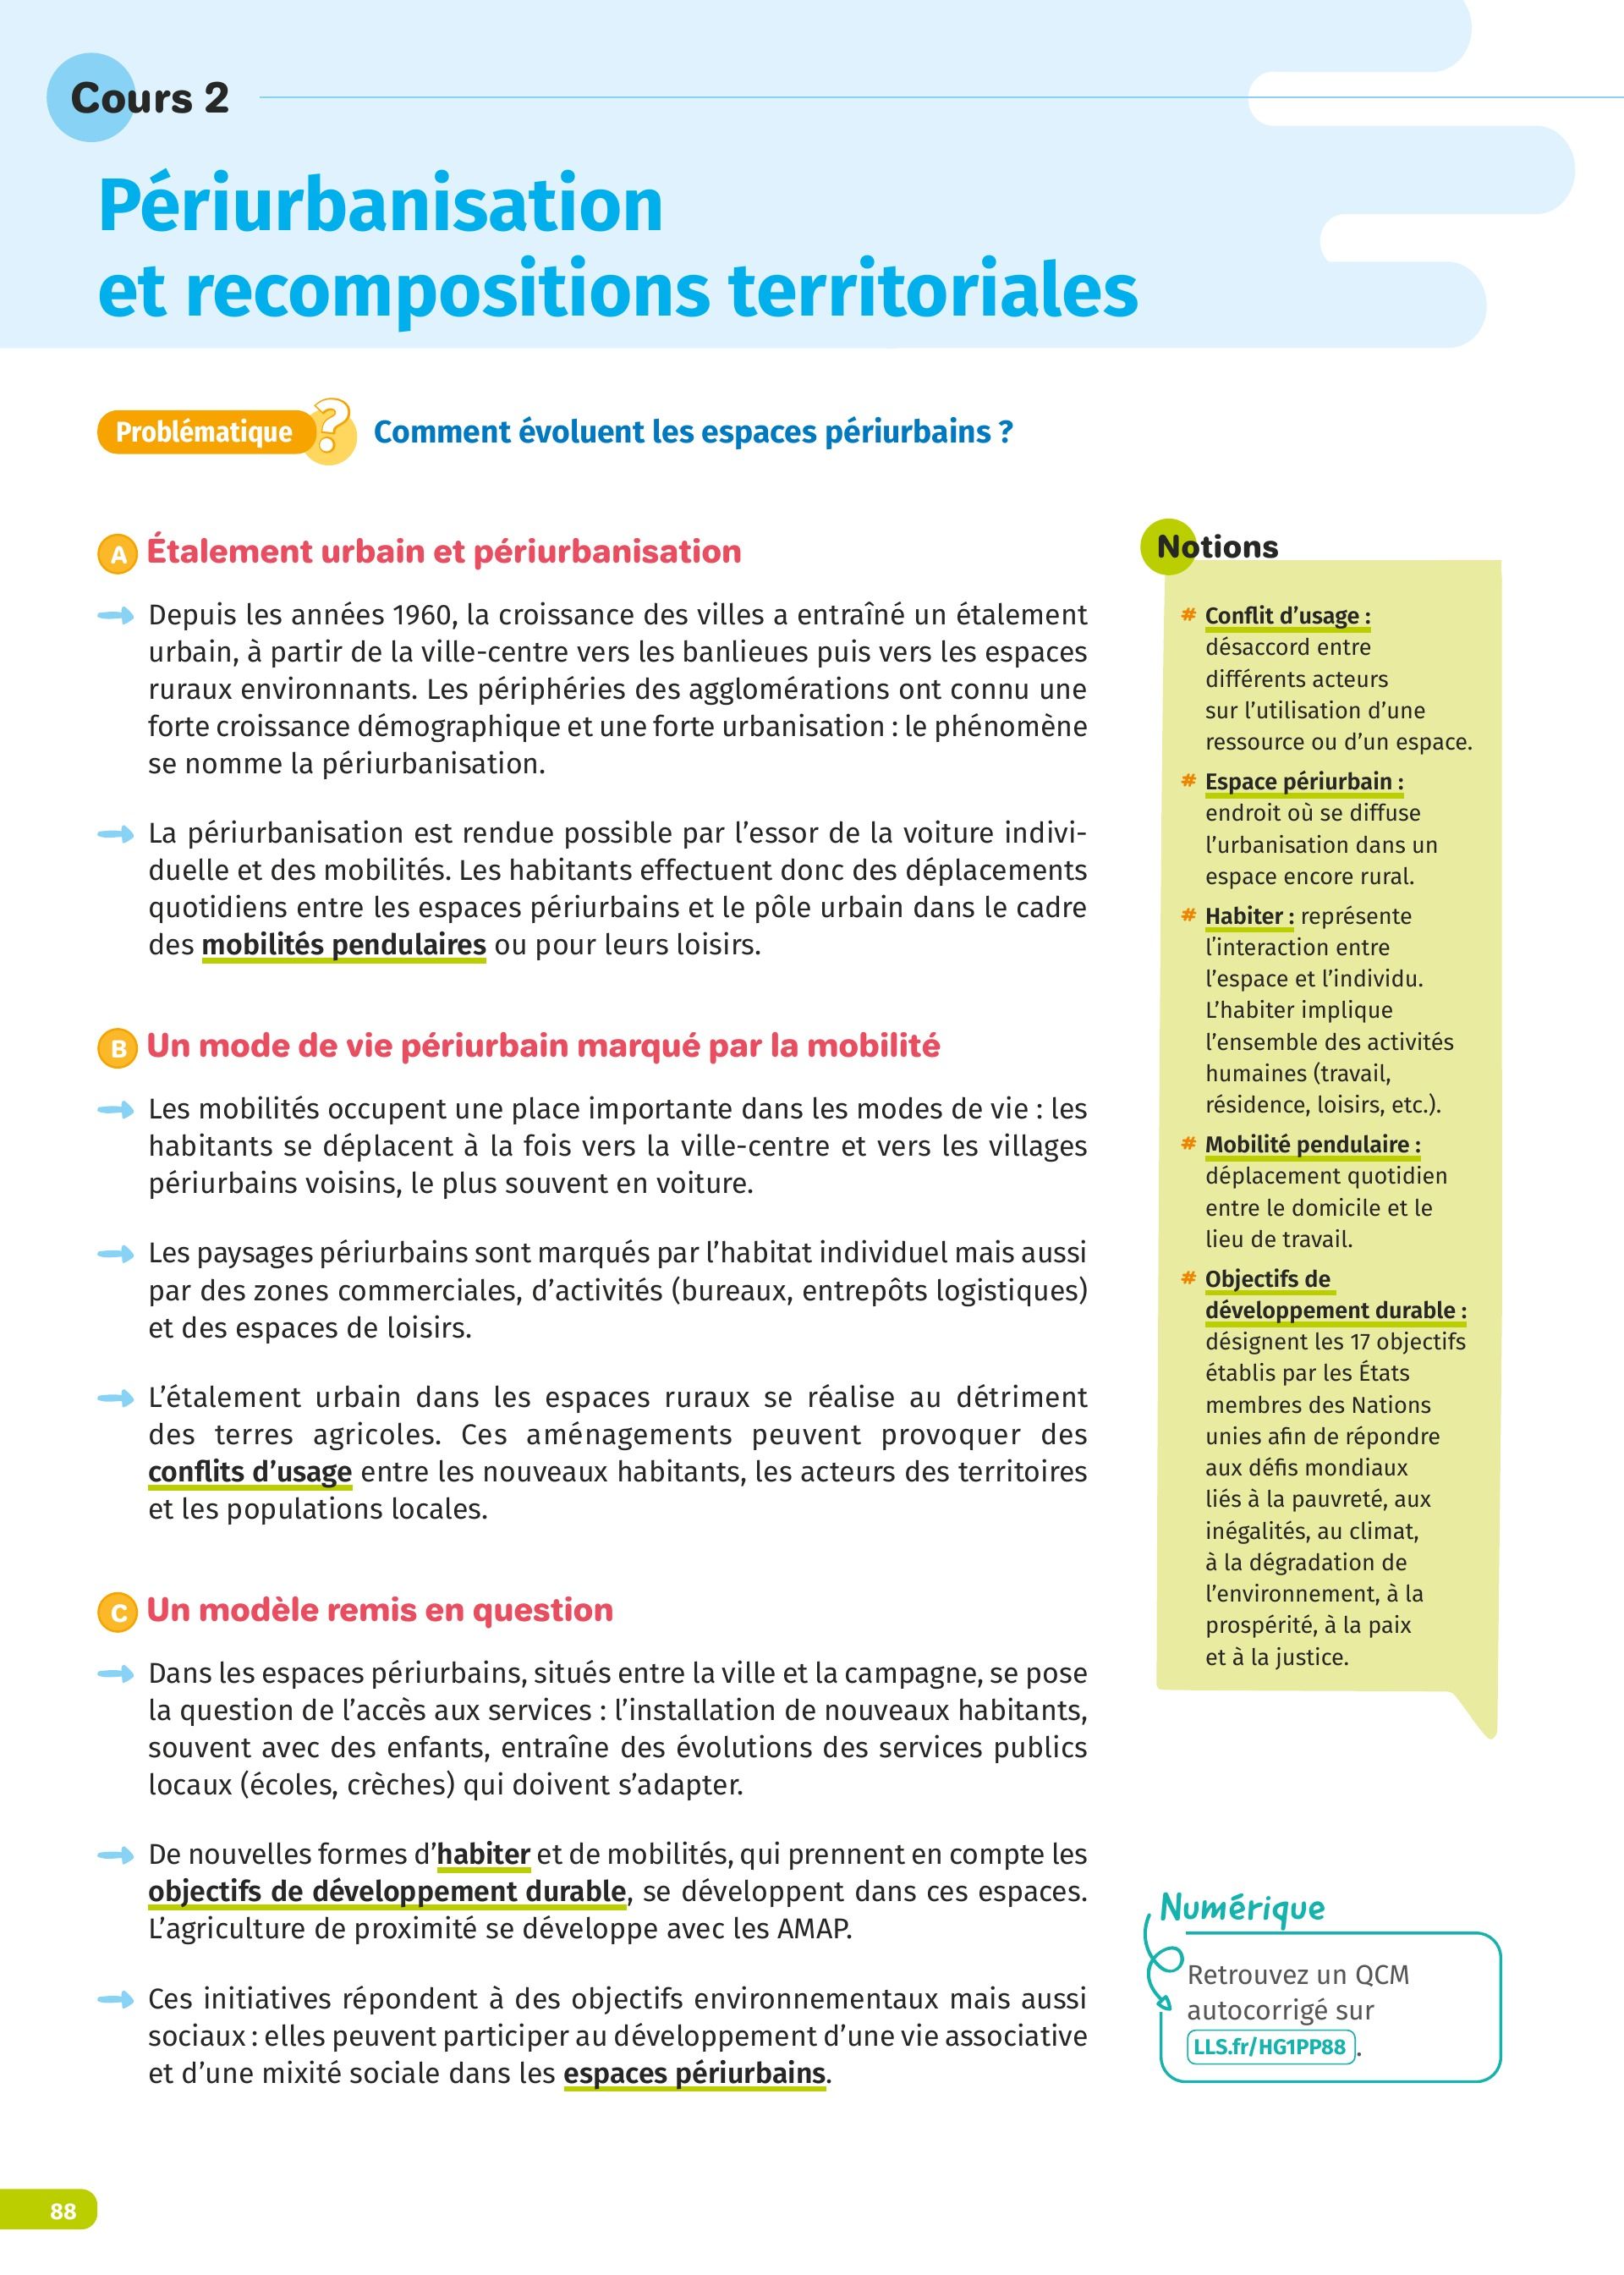 Cours 2
Périurbanisation
et recompositions territoriales
Problématique ?
Comment évoluent les espaces périurbains ?
A Étalement urbain et périurbanisation
Depuis les années 1960, la croissance des villes a entraîné un étalement
urbain, à partir de la ville-centre vers les banlieues puis vers les espaces
ruraux environnants. Les périphéries des agglomérations ont connu une
forte croissance démographique et une forte urbanisation : le phénomène
se nomme la périurbanisation.
La périurbanisation est rendue possible par l’essor de la voiture indivi-
duelle et des mobilités. Les habitants effectuent donc des déplacements
quotidiens entre les espaces périurbains et le pôle urbain dans le cadre
des mobilités pendulaires ou pour leurs loisirs.
B Un mode de vie périurbain marqué par la mobilité
Les mobilités occupent une place importante dans les modes de vie : les
habitants se déplacent à la fois vers la ville-centre et vers les villages
périurbains voisins, le plus souvent en voiture.
Les paysages périurbains sont marqués par l’habitat individuel mais aussi
par des zones commerciales, d’activités (bureaux, entrepôts logistiques)
et des espaces de loisirs.
L’étalement urbain dans les espaces ruraux se réalise au détriment
des terres agricoles. Ces aménagements peuvent provoquer des
conflits d’usage entre les nouveaux habitants, les acteurs des territoires
et les populations locales.
C Un modèle remis en question
Dans les espaces périurbains, situés entre la ville et la campagne, se pose
la question de l’accès aux services : l’installation de nouveaux habitants,
souvent avec des enfants, entraîne des évolutions des services publics
locaux (écoles, crèches) qui doivent s’adapter.
De nouvelles formes d’habiter et de mobilités, qui prennent en compte les
objectifs de développement durable, se développent dans ces espaces.
L’agriculture de proximité se développe avec les AMAP.
Ces initiatives répondent à des objectifs environnementaux mais aussi
sociaux : elles peuvent participer au développement d’une vie associative
et d’une mixité sociale dans les espaces périurbains.
Notions
# Conflit d’usage :
désaccord entre
différents acteurs
sur l’utilisation d’une
ressource ou d’un espace.
# Espace périurbain :
endroit où se diffuse
l’urbanisation dans un
espace encore rural.
# Habiter : représente
l’interaction entre
l’espace et l’individu.
L’habiter implique
l’ensemble des activités
humaines (travail,
résidence, loisirs, etc.).
# Mobilité pendulaire :
déplacement quotidien
entre le domicile et le
lieu de travail.
# Objectifs de
développement durable :
désignent les 17 objectifs
établis par les États
membres des Nations
unies afin de répondre
aux défis mondiaux
liés à la pauvreté, aux
inégalités, au climat,
à la dégradation de
l’environnement, à la
prospérité, à la paix
et à la justice.
Numérique
Retrouvez un QCM
autocorrigé sur
LLS.fr/HG1PP88 .
88